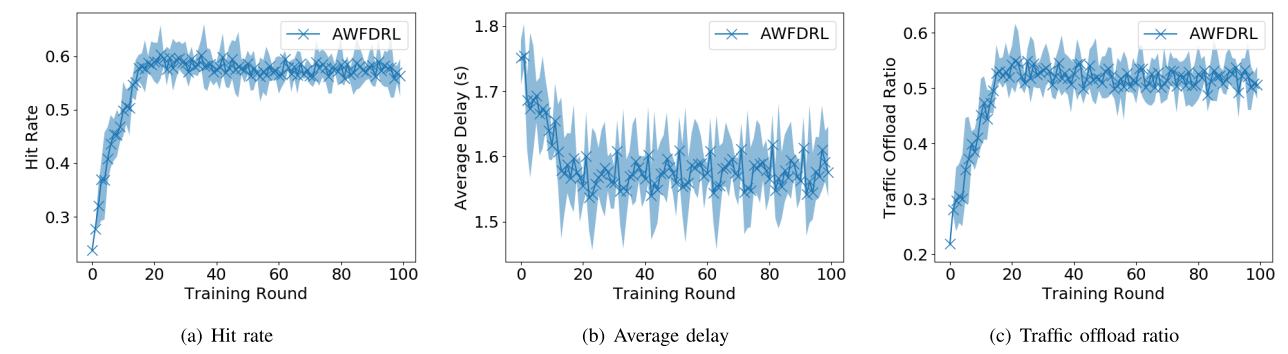 AWFDRL
0.6
0.5
0.4
0.3
Hit Rate
0 20 40 60 80 100
Training Round
(a) Hit rate
AWFDRL
1.8
1.7
1.6
1.5
Average Delay (s)
0 20 40 60 80 100
Training Round
(b) Average delay
AWFDRL
0.6
0.5
0.4
0.3
0.2
Traffic Offload Ratio
0 20 40 60 80 100
Training Round
(c) Traffic offload ratio